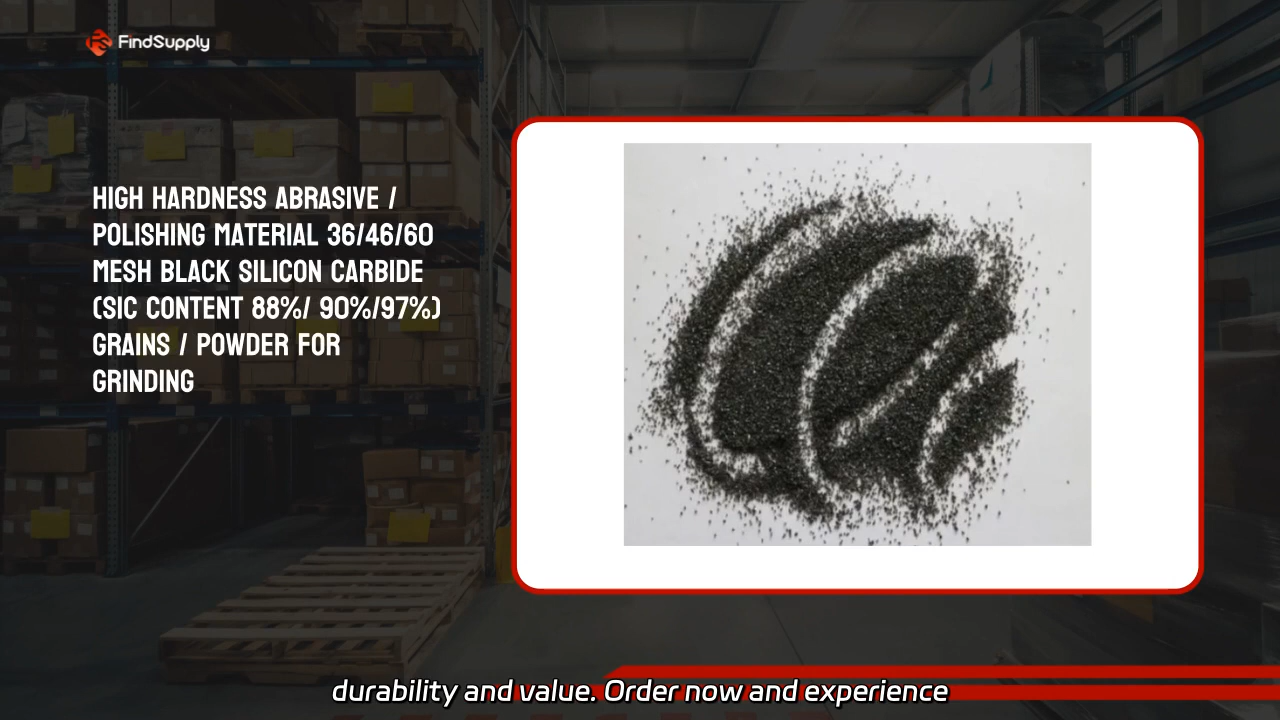 FindSupply
HIGH HARDNESS ABRASIVE /
POLISHING MATERIAL 36/46/60
MESH BLACK SILICON CARBIDE
(SIC CONTENT 88%/ 90%/97%)
GRAINS / POWDER FOR
GRINDING
durability and value. Order now and experience